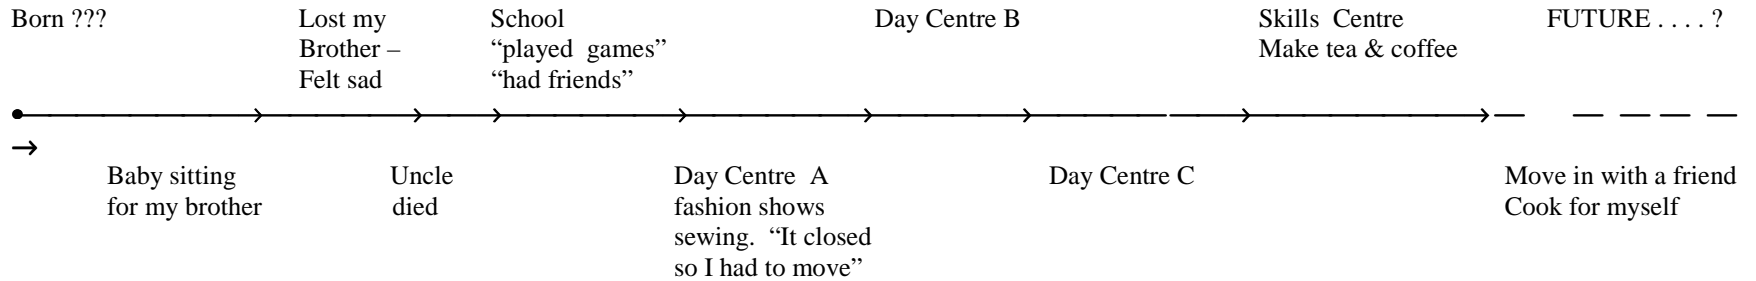 Born ???
Lost my
Brother –
Felt sad
School
“played games”
“had friends”
Day Centre B
Skills Centre
Make tea & coffee
FUTURE . . . . ?
Baby sitting
for my brother
Uncle
died
Day Centre A
fashion shows
sewing. “It closed
so I had to move”
Day Centre C
Move in with a friend
Cook for myself